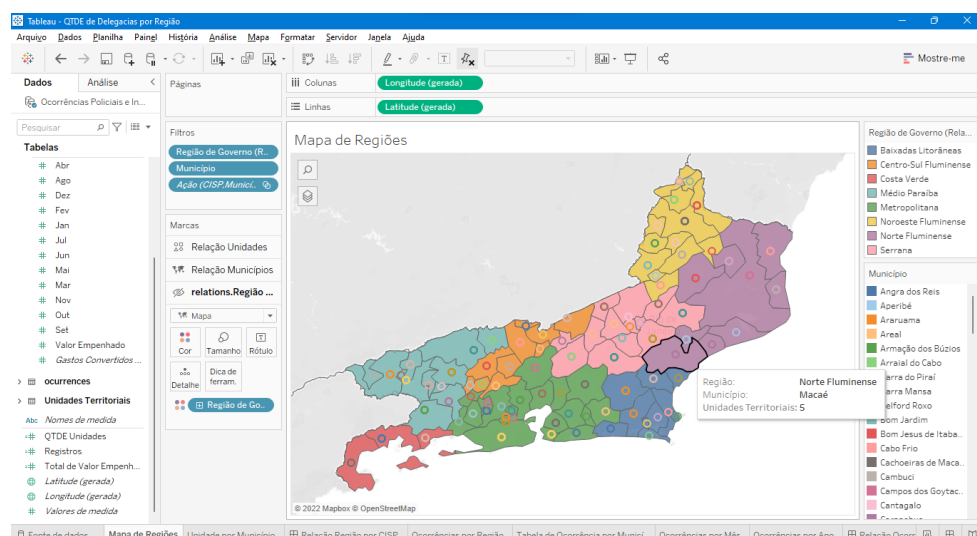 Tableau - QTDE de Delegacias por Região
Arquivo Dados Planilha Painel História Análise Mapa Formatar Servidor Janela Ajuda
Mostre-me
Dados Análise
Ocorrências Policiais e In...
Pesquisar
Tabelas
Abr
Ago
Dez
Fev
Jan
Jul
Jun
Mai
Mar
Nov
Out
Set
Valor Empenhado
Gastos Convertidos ...
ocurrences
Unidades Territoriais
Abc Nomes de medida
QTDE Unidades
Registros
Total de Valor Empenh...
Latitude (gerada)
Longitude (gerada)
Valores de medida
Páginas
Filtros
Região de Governo (R..
Município
Ação (CISP,Municí..
Marcas
Relação Unidades
Relação Municípios
relations.Região ...
Mapa
Cor Tamanho Rótulo
Detalhe Dica de ferram.
Região de Go..
Colunas Longitude (gerada)
Linhas Latitude (gerada)
Mapa de Regiões
Região: Norte Fluminense
Município: Macaé
Unidades Territoriais: 5
© 2022 Mapbox © OpenStreetMap
Região de Governo (Rela...
Baixadas Litorâneas
Centro-Sul Fluminense
Costa Verde
Médio Paraíba
Metropolitana
Noroeste Fluminense
Norte Fluminense
Serrana
Município
Angra dos Reis
Aperibé
Araruama
Areal
Armação dos Búzios
Arraial do Cabo
arra do Piraí
arra Mansa
elford Roxo
Bom Jardim
Bom Jesus de Itaba..
Cabo Frio
Cachoeiras de Maca..
Cambuci
Campos dos Goytac..
Cantagalo
Fonte de dados Mapa de Regiões Unidade por Município Relação Região por CISP Ocorrências por Região Tabela de Ocorrência por Municí.. Ocorrências por Mês Ocorrências por Ano Relação Ocorr